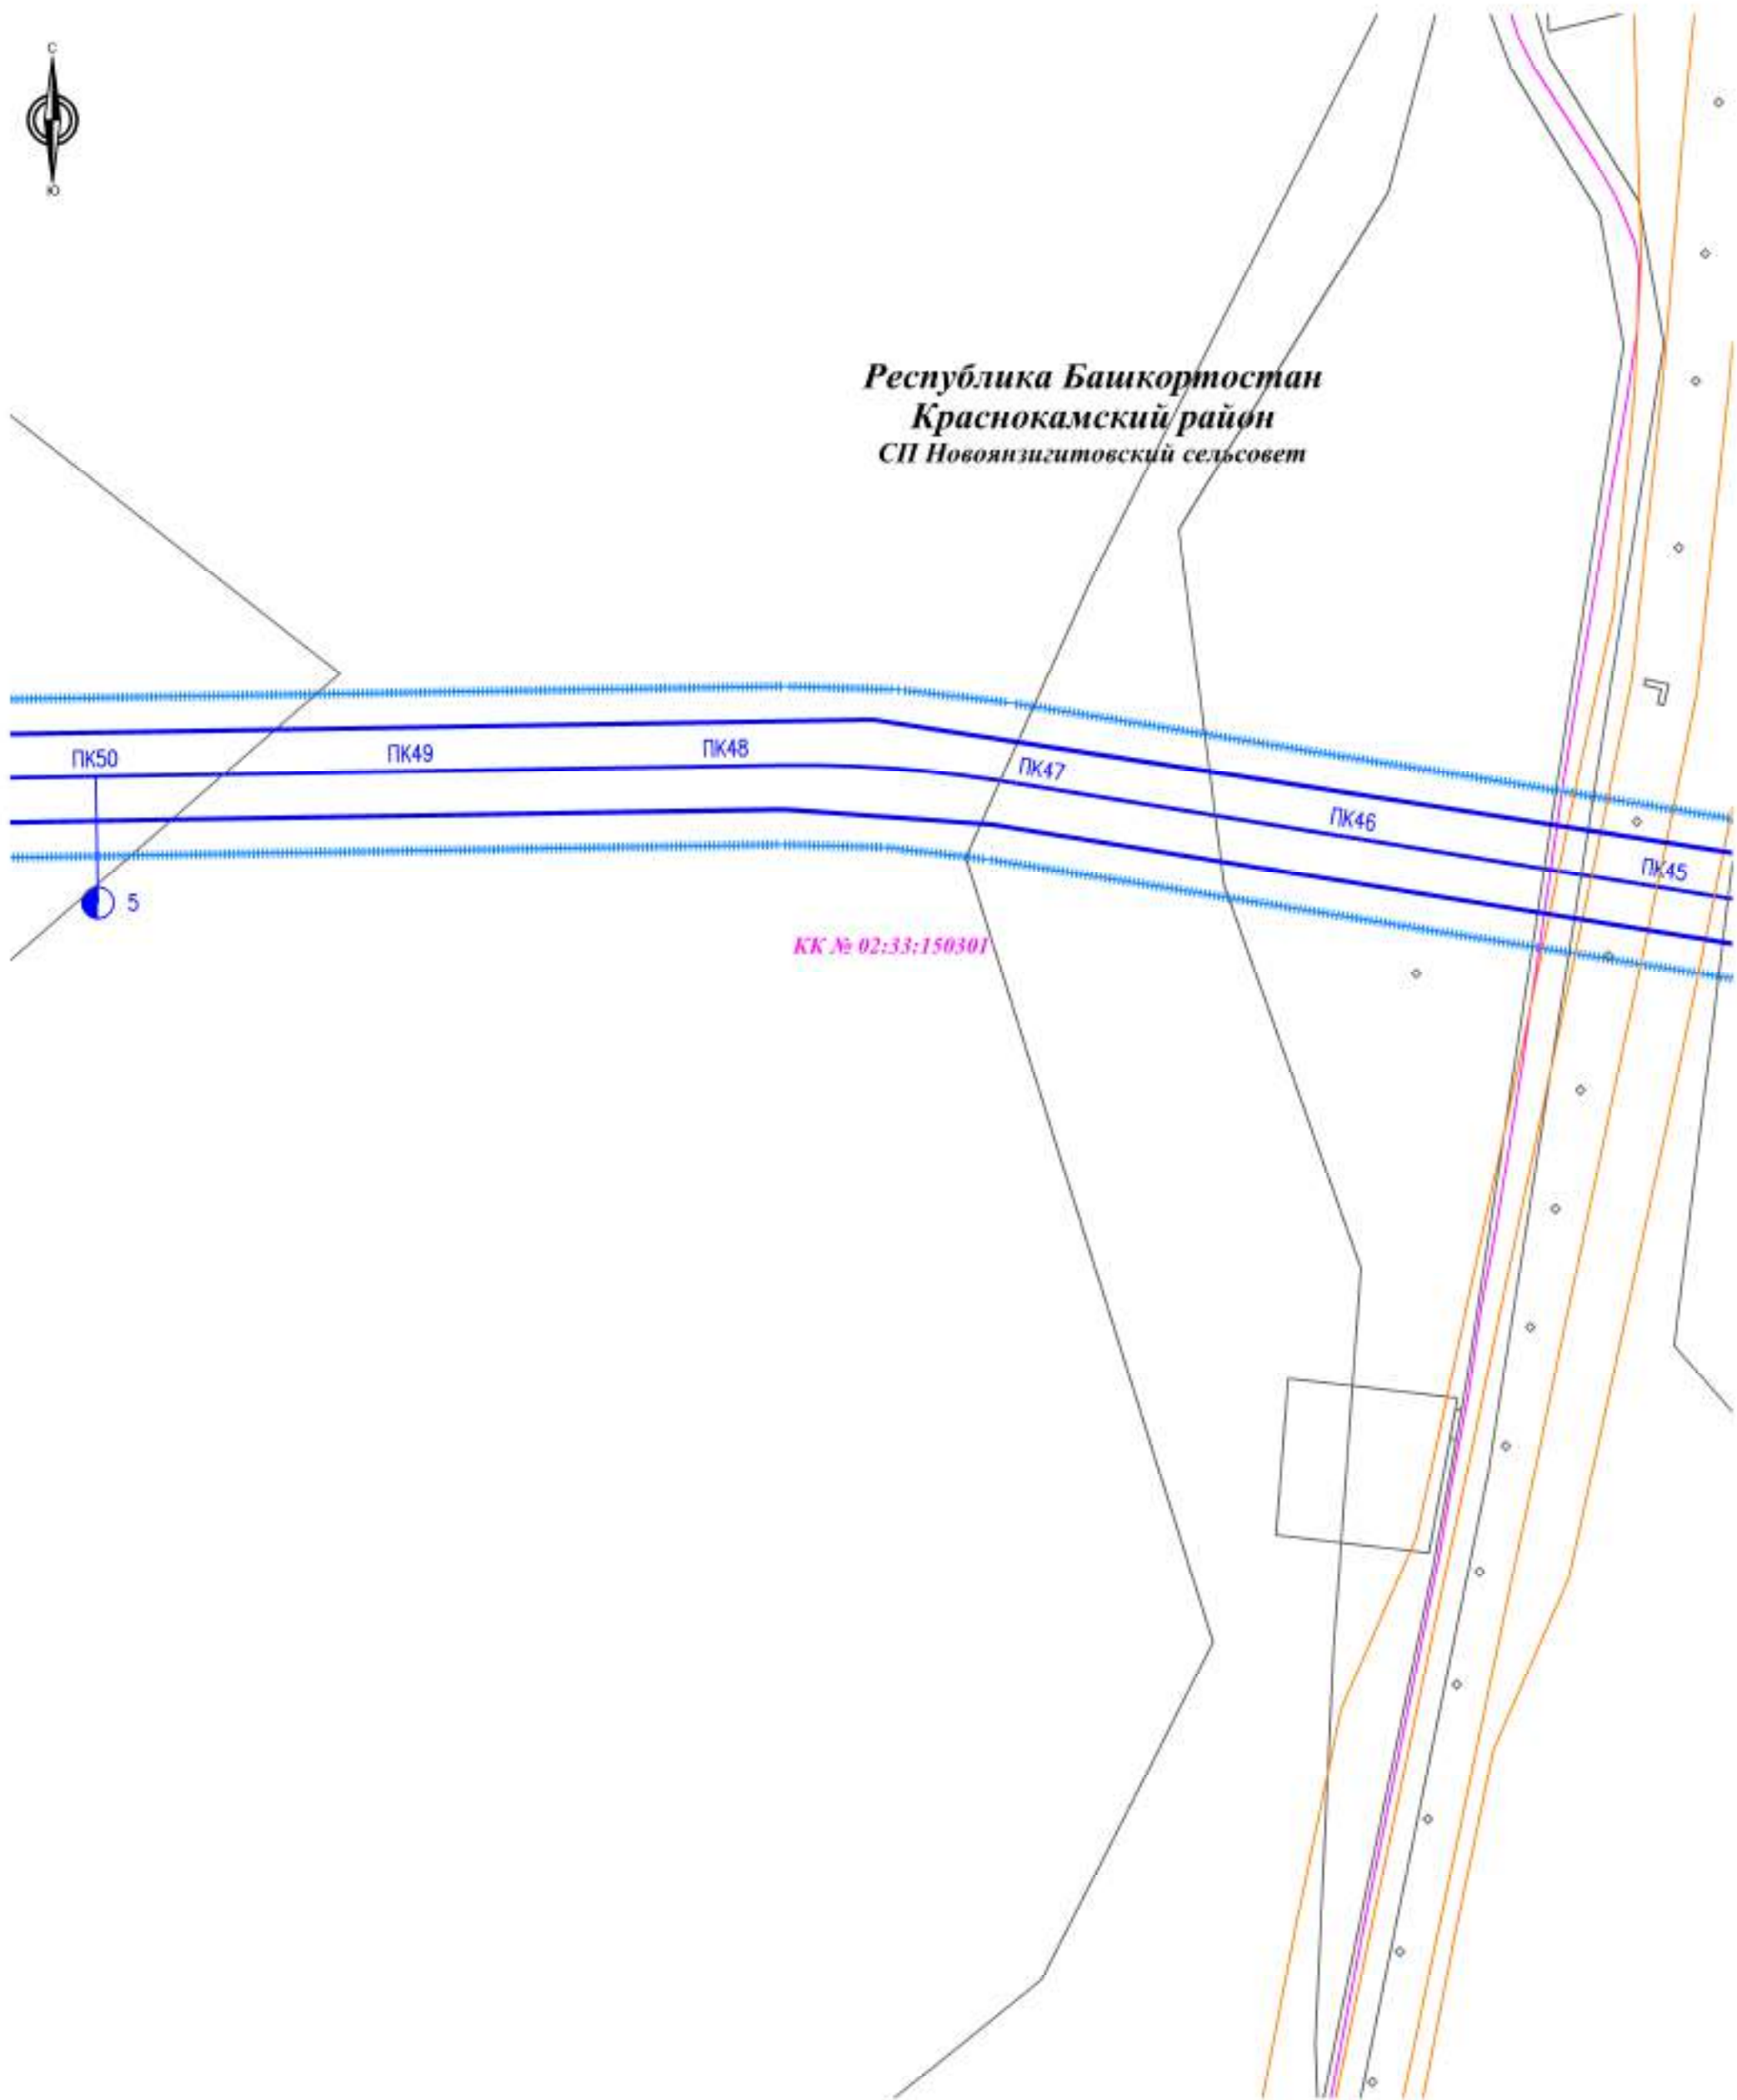 С
Ю
Республика Башкортостан
Краснокамский район
СП Новоянзигитовский сельсовет
ПК50
ПК49
ПК48
ПК47
ПК46
ПК45
5
КК № 02:33:150301